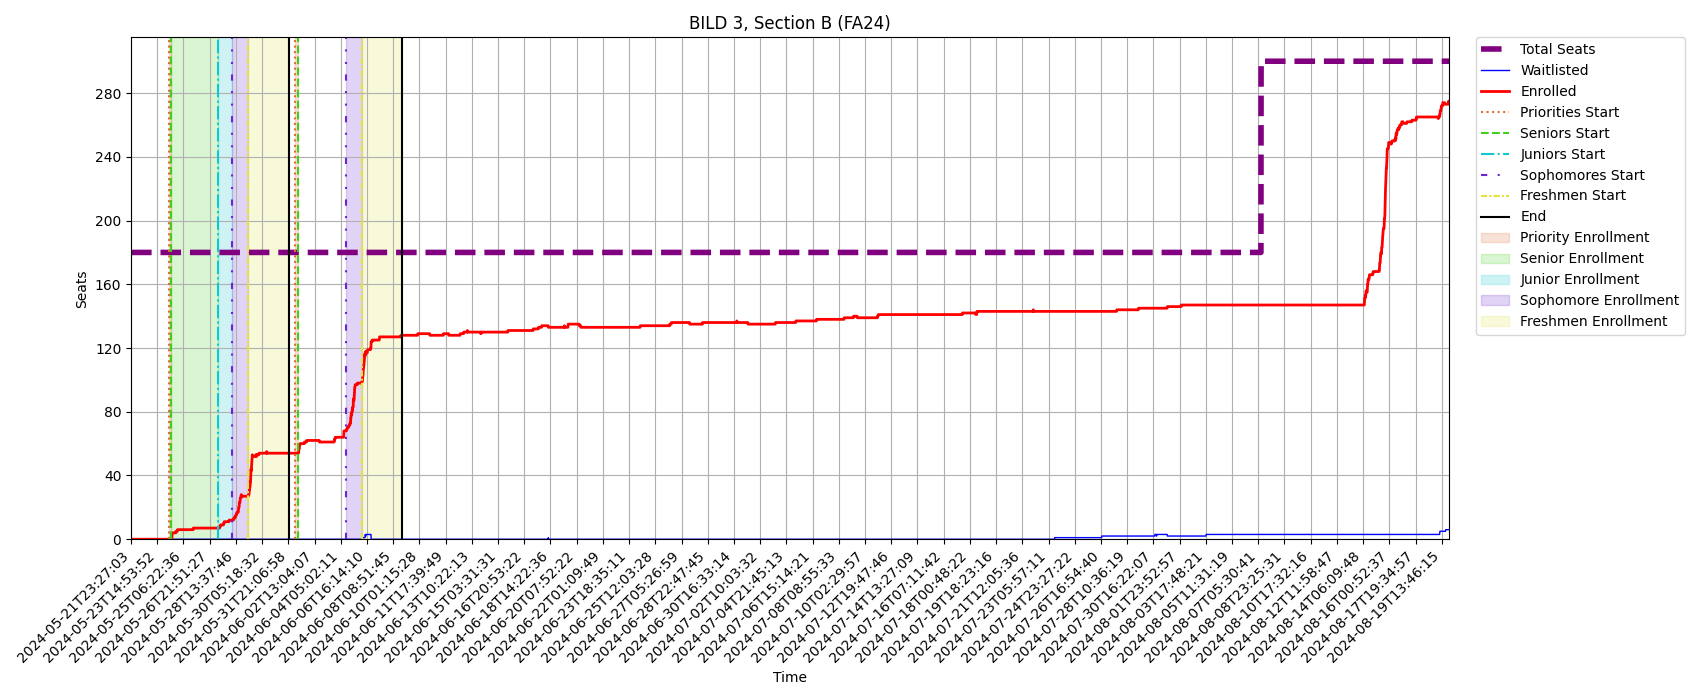 BILD 3, Section B (FA24)
Seats
280
240
200
160
120
80
40
0
2024-05-21T23:27:03
2024-05-23T14:53:52
2024-05-25T06:22:36
2024-05-26T21:51:27
2024-05-28T13:37:46
2024-05-30T05:18:32
2024-05-31T21:06:58
2024-06-02T13:04:07
2024-06-04T05:02:11
2024-06-06T16:14:10
2024-06-08T08:51:45
2024-06-10T01:15:28
2024-06-11T17:39:49
2024-06-13T10:22:13
2024-06-15T03:31:31
2024-06-16T20:53:22
2024-06-18T14:22:36
2024-06-20T07:52:22
2024-06-22T01:09:49
2024-06-23T18:35:11
2024-06-25T12:03:28
2024-06-27T05:26:59
2024-06-28T22:47:45
2024-06-30T16:33:14
2024-07-02T10:03:32
2024-07-04T21:45:13
2024-07-06T15:14:21
2024-07-08T08:55:33
2024-07-10T02:29:57
2024-07-12T19:47:46
2024-07-14T13:27:09
2024-07-16T07:11:42
2024-07-18T00:48:22
2024-07-19T18:23:16
2024-07-21T12:05:36
2024-07-23T05:57:11
2024-07-24T23:27:22
2024-07-26T16:54:40
2024-07-28T10:36:19
2024-07-30T16:22:07
2024-08-01T23:52:57
2024-08-03T17:48:21
2024-08-05T11:31:19
2024-08-07T05:30:41
2024-08-08T23:25:31
2024-08-10T17:32:16
2024-08-12T11:58:47
2024-08-14T06:09:48
2024-08-16T00:52:37
2024-08-17T19:34:57
2024-08-19T13:46:15
Time
Total Seats
Waitlisted
Enrolled
Priorities Start
Seniors Start
Juniors Start
Sophomores Start
Freshmen Start
End
Priority Enrollment
Senior Enrollment
Junior Enrollment
Sophomore Enrollment
Freshmen Enrollment